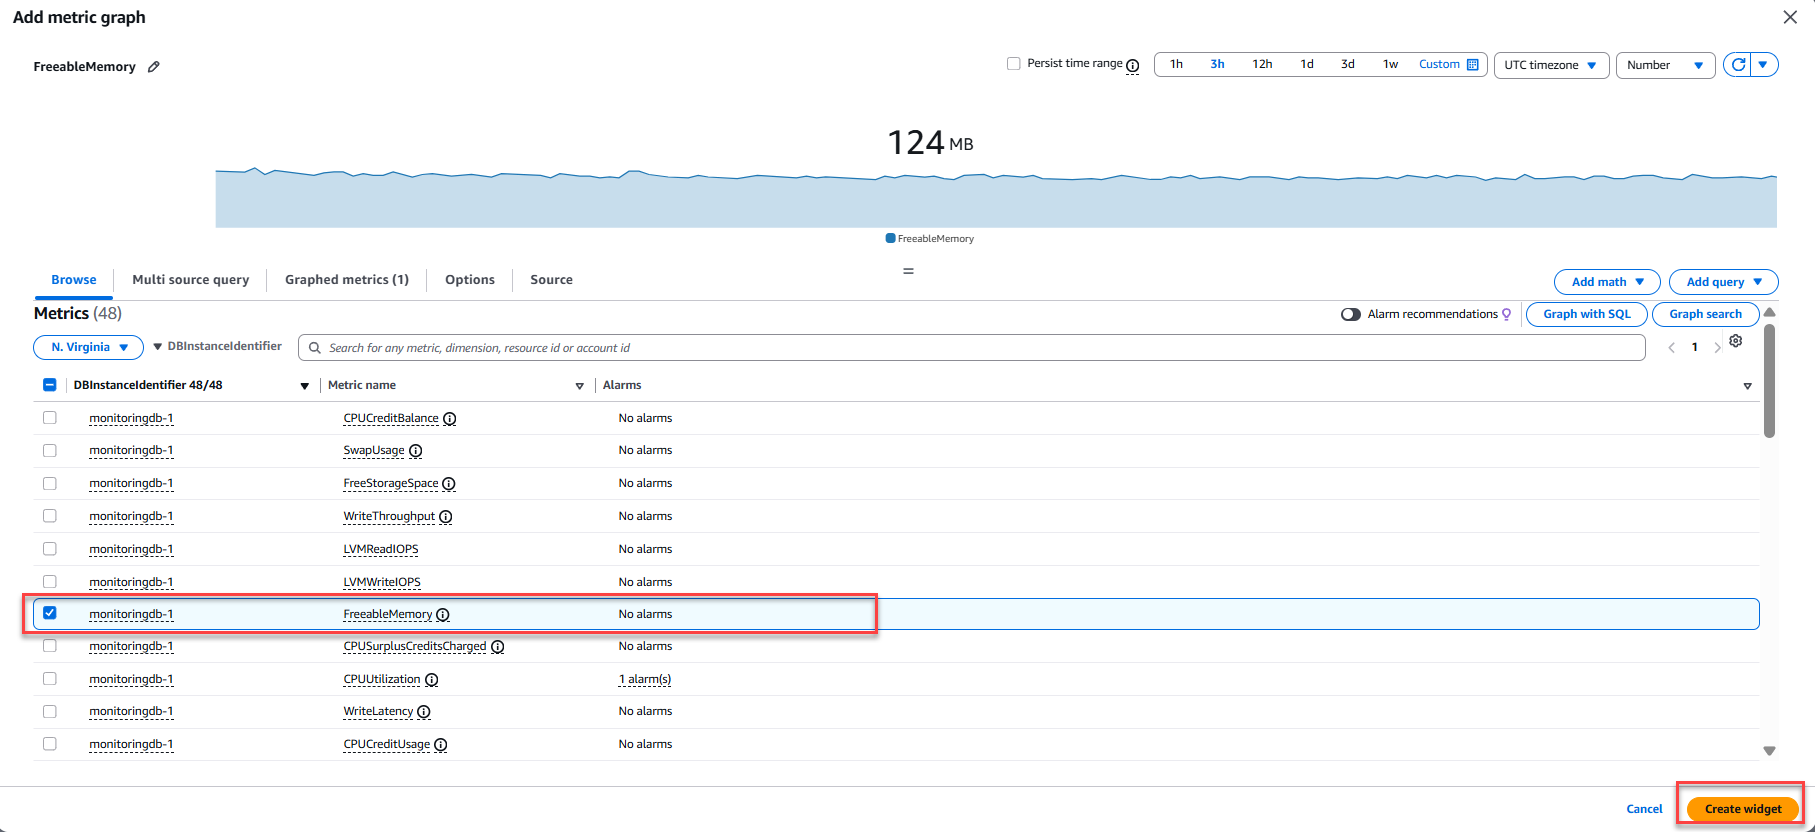 Add metric graph
FreeableMemory
Persist time range
1h 3h 12h 1d 3d 1w Custom
UTC timezone
Number
124 MB
FreeableMemory
Browse
Multi source query
Graphed metrics (1)
Options
Source
Add math
Add query
Metrics (48)
Alarm recommendations
Graph with SQL
Graph search
N. Virginia
DBInstanceIdentifier
Search for any metric, dimension, resource id or account id
1
DBInstanceIdentifier 48/48 Metric name Alarms
monitoringdb-1 CPUCreditBalance No alarms
monitoringdb-1 SwapUsage No alarms
monitoringdb-1 FreeStorageSpace No alarms
monitoringdb-1 WriteThroughput No alarms
monitoringdb-1 LVMReadIOPS No alarms
monitoringdb-1 LVMWriteIOPS No alarms
monitoringdb-1 FreeableMemory No alarms
monitoringdb-1 CPUSurplusCreditsCharged No alarms
monitoringdb-1 CPUUtilization 1 alarm(s)
monitoringdb-1 WriteLatency No alarms
monitoringdb-1 CPUCreditUsage No alarms
Cancel
Create widget